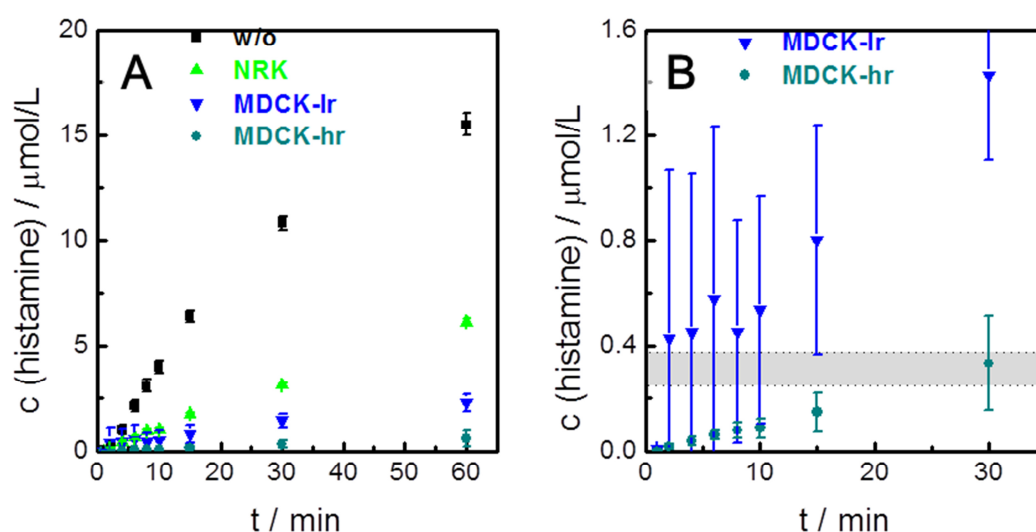 A
w/o
NRK
MDCK-lr
MDCK-hr
20
15
10
5
0
0 10 20 30 40 50 60
c (histamine) / μmol/L
t / min
B
MDCK-lr
MDCK-hr
1.6
1.2
0.8
0.4
0.0
0 10 20 30
c (histamine) / μmol/L
t / min